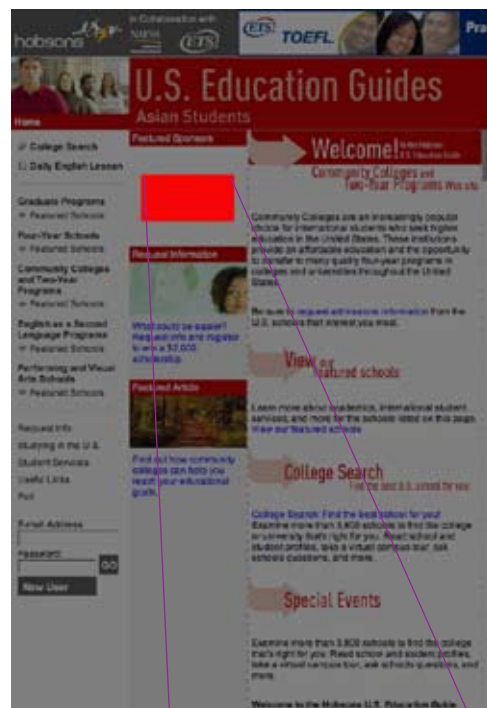 hobsons
in Collaboration with
NAFSA
ETS
ETS TOEFL
Pra
U.S. Education Guides
Asian Students
Home
College Search
Daily English Lesson
Graduate Programs
Featured Schools
Four-Year Schools
Featured Schools
Community Colleges
and Two-Year
Programs
Featured Schools
English as a Second
Language Programs
Featured Schools
Performing and Visual
Arts Schools
Featured Schools
Request Info
Studying in the U.S.
Student Services
Useful Links
Poll
E-mail Address
Password
GO
New User
Featured Sponsors
Request Information
What could be easier?
Request info and register
to win a $2,000
scholarship
Featured Article
Find out how community
colleges can help you
reach your educational
goals.
Welcome!
Community Colleges and
Two-Year Programs Web site
Community Colleges are an increasingly popular
choice for international students who seek higher
education in the United States. These institutions
provide an affordable education and the opportunity
to transfer to many quality four-year programs in
colleges and universities throughout the United
States.
Be sure to request admissions information from the
U.S. schools that interest you most.
View our
featured schools
Learn more about academics, international student
services, and more for the schools listed on this page.
View our featured schools
College Search
Find the best U.S. school for you
College Search: Find the best school for you!
Examine more than 3,800 schools to find the college
or university that's right for you. Read school and
student profiles, take a virtual campus tour, ask
schools questions, and more.
Special Events
Examine more than 3,800 schools to find the college
that's right for you. Read school and student profiles,
take a virtual campus tour, ask schools questions, and
more.
Welcome to the Hobsons U.S. Education Guide